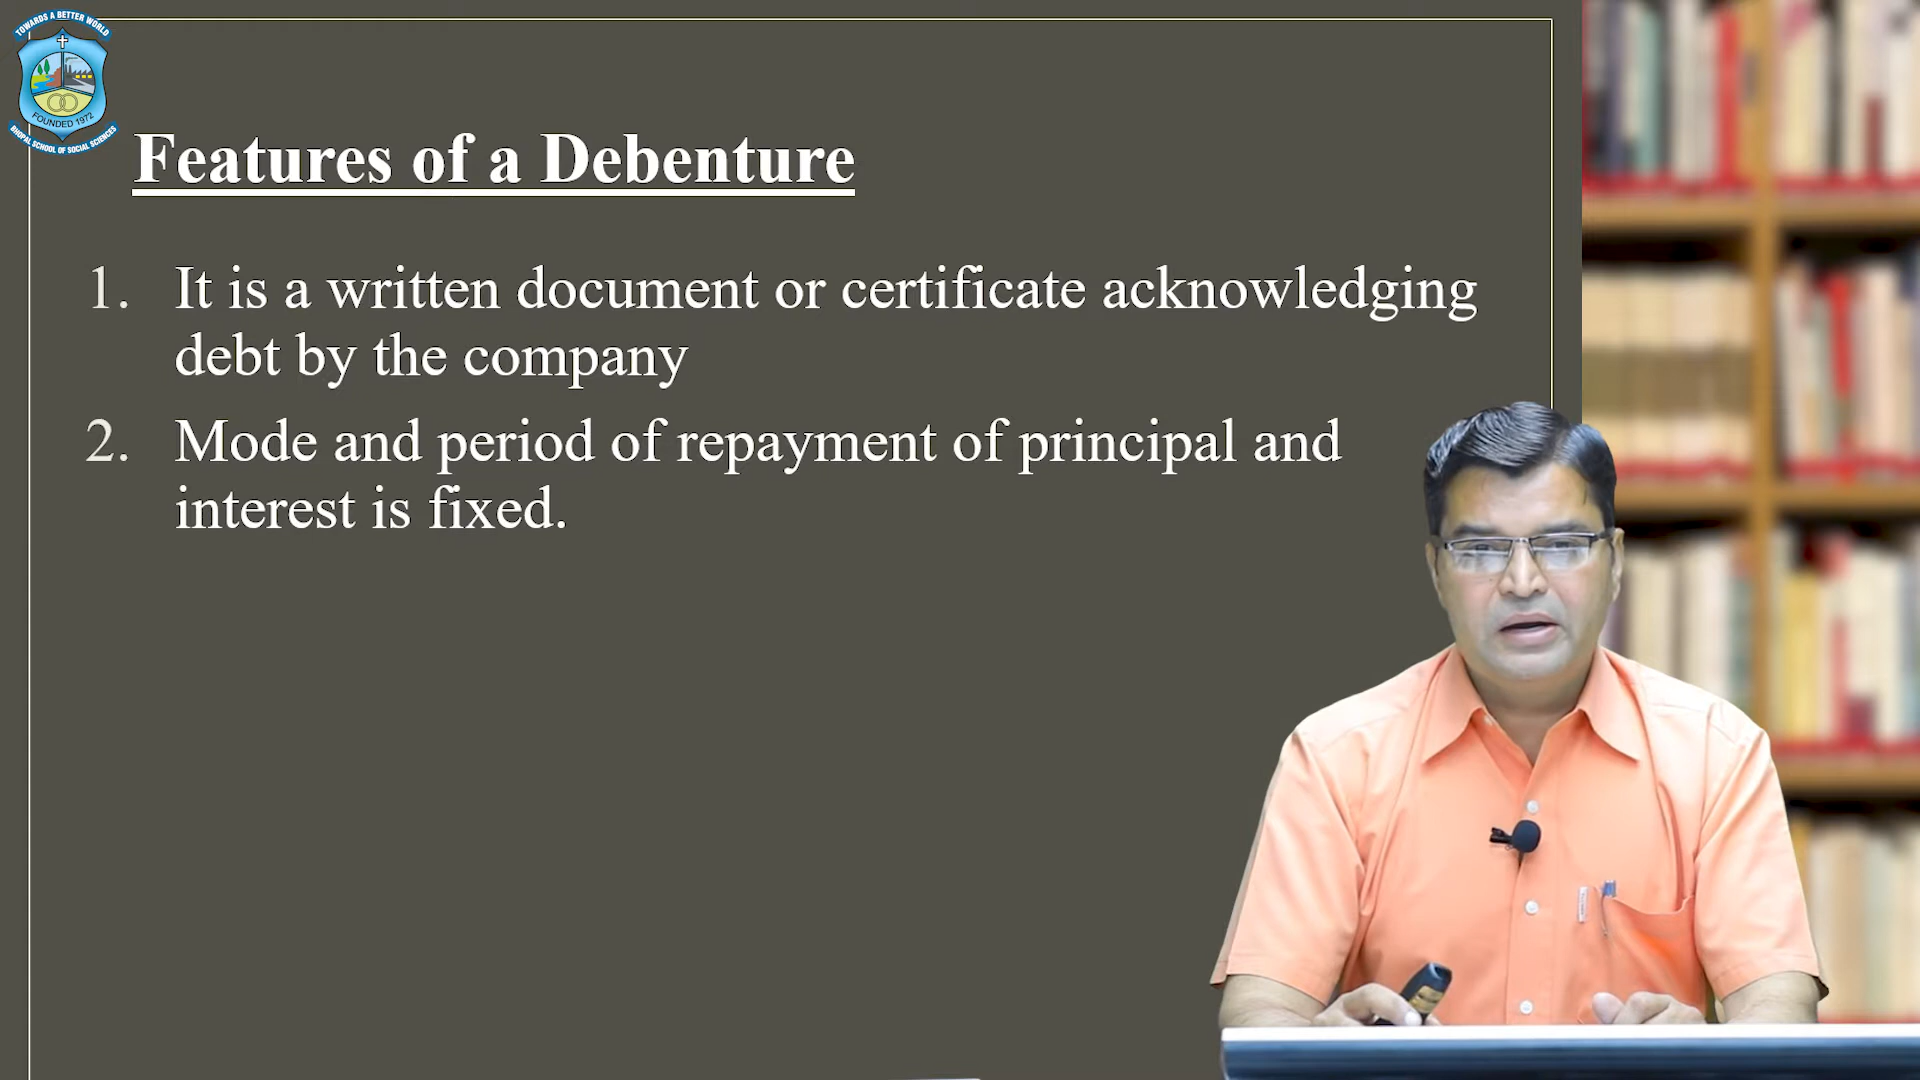 TOWARDS A BETTER WORLD
FOUNDED 1972
BHOPAL SCHOOL OF SOCIAL SCIENCES
Features of a Debenture
1. It is a written document or certificate acknowledging
debt by the company
2. Mode and period of repayment of principal and
interest is fixed.